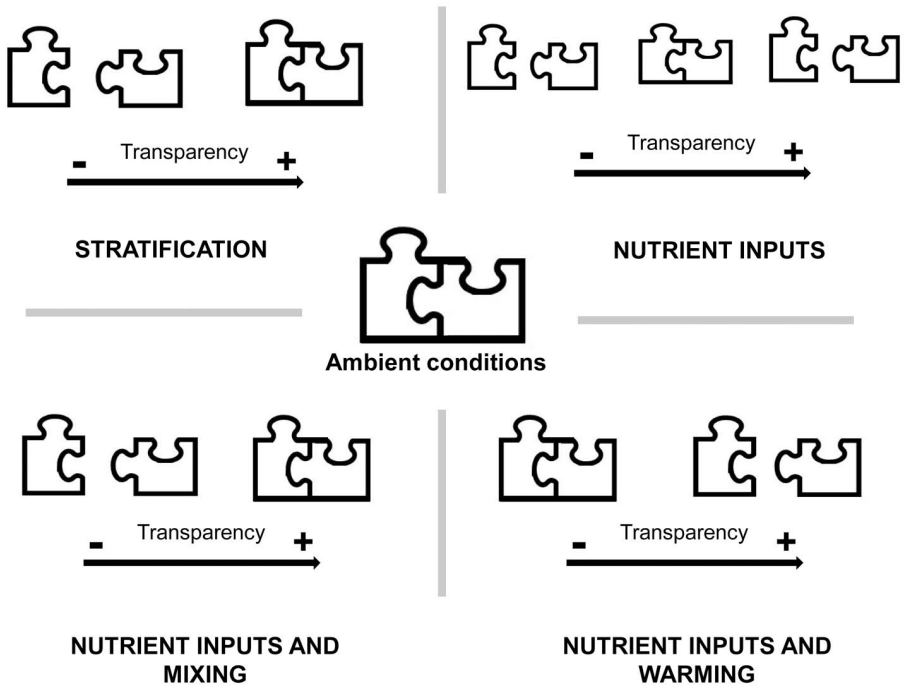 - Transparency +
STRATIFICATION
- Transparency +
NUTRIENT INPUTS
Ambient conditions
- Transparency +
NUTRIENT INPUTS AND
MIXING
- Transparency +
NUTRIENT INPUTS AND
WARMING